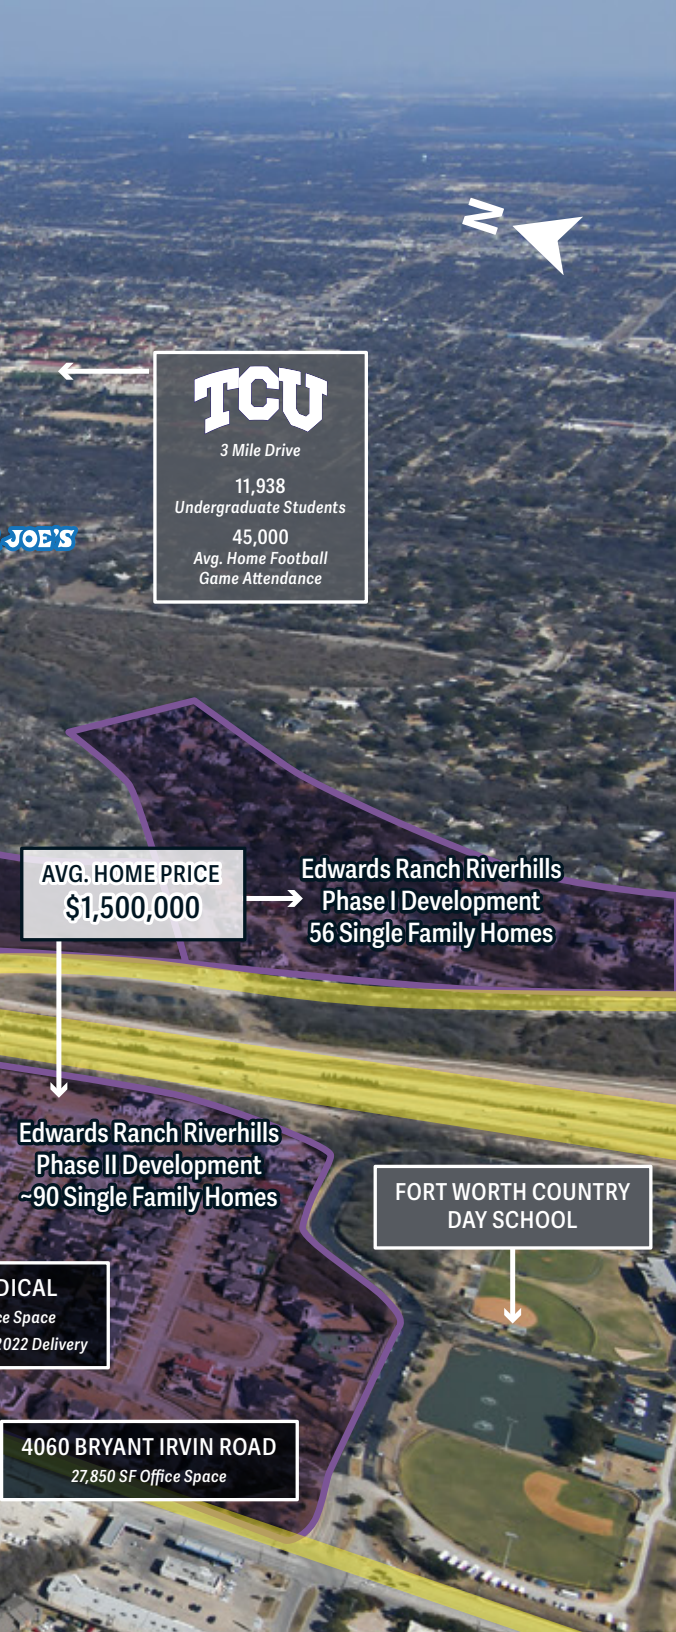 N
TCU
3 Mile Drive
11,938
Undergraduate Students
45,000
Avg. Home Football
Game Attendance
JOE'S
AVG. HOME PRICE
$1,500,000
Edwards Ranch Riverhills
Phase I Development
56 Single Family Homes
Edwards Ranch Riverhills
Phase II Development
~90 Single Family Homes
FORT WORTH COUNTRY
DAY SCHOOL
DICAL
ce Space
2022 Delivery
4060 BRYANT IRVIN ROAD
27,850 SF Office Space